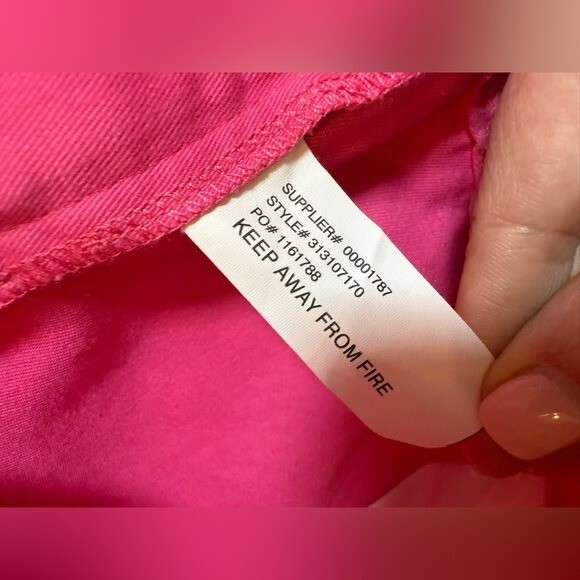 SUPPLIER# 00001787
STYLE# 313107170
PO# 1161788
KEEP AWAY FROM FIRE